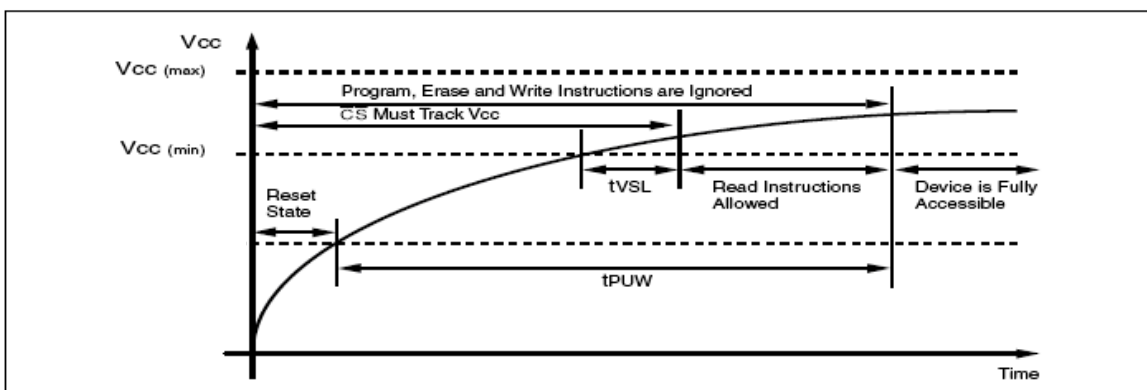 Vcc
Vcc (max)
Program, Erase and Write Instructions are Ignored
CS Must Track Vcc
Vcc (min)
Reset
State
tVSL
Read Instructions
Allowed
Device is Fully
Accessible
tPUW
Time